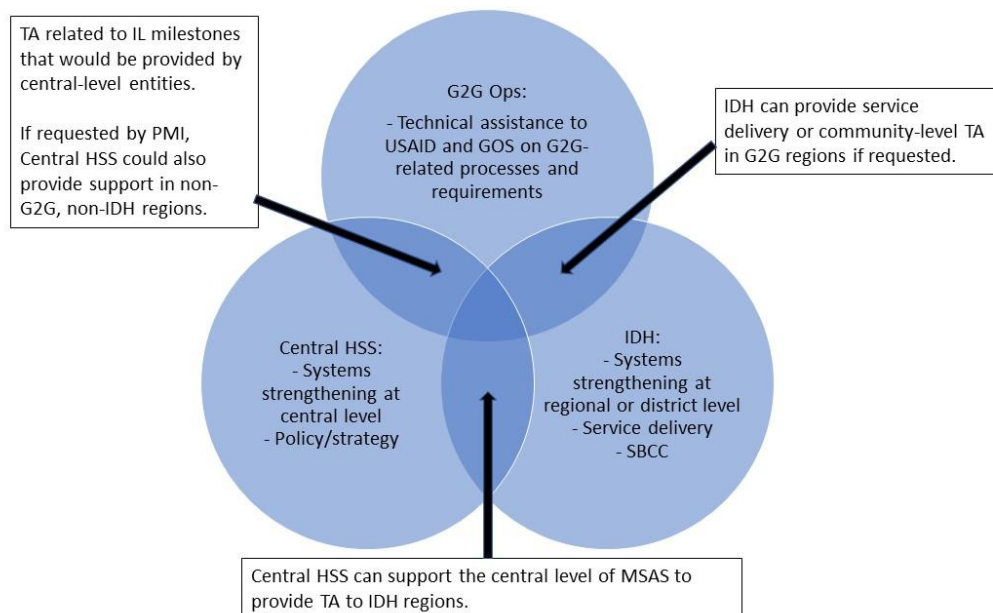 TA related to IL milestones
that would be provided by
central-level entities.
If requested by PMI,
Central HSS could also
provide support in non-
G2G, non-IDH regions.
G2G Ops:
- Technical assistance to
USAID and GOS on G2G-
related processes and
requirements
IDH can provide service
delivery or community-level TA
in G2G regions if requested.
Central HSS:
- Systems
strengthening at
central level
- Policy/strategy
IDH:
- Systems
strengthening at
regional or district level
- Service delivery
- SBCC
Central HSS can support the central level of MSAS to
provide TA to IDH regions.